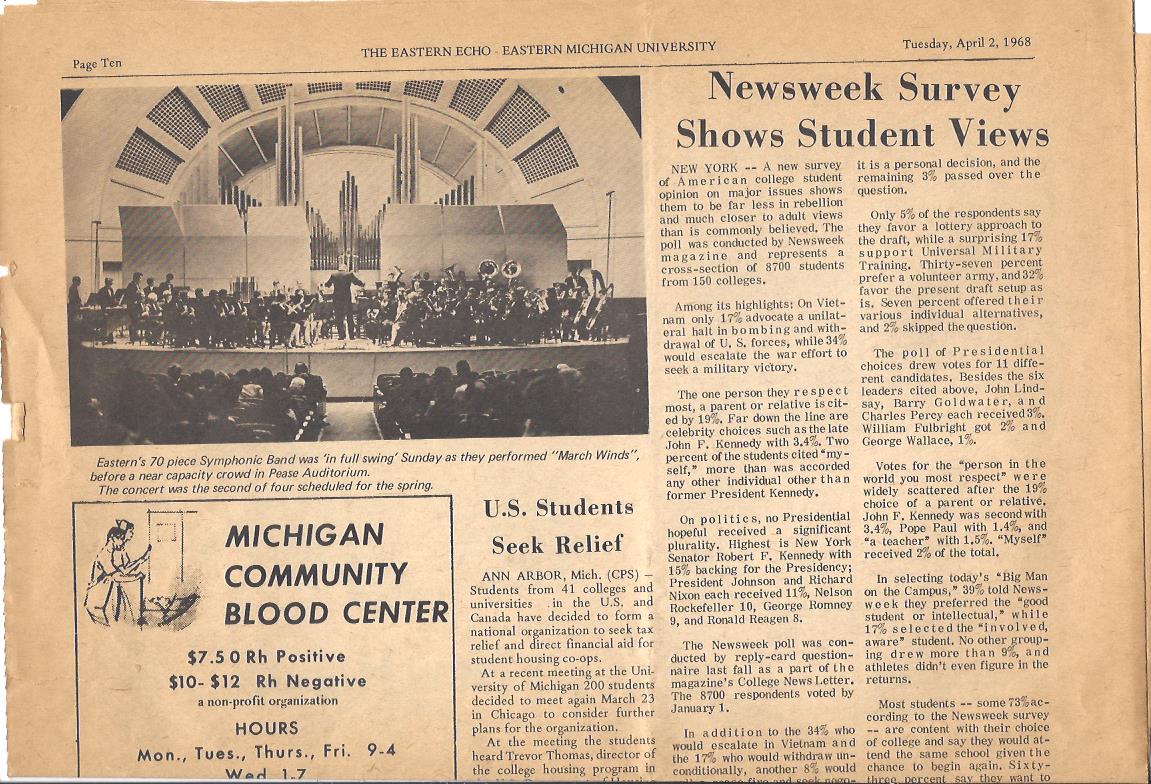 Page Ten
THE EASTERN ECHO - EASTERN MICHIGAN UNIVERSITY
Tuesday, April 2, 1968
Eastern's 70 piece Symphonic Band was 'in full swing' Sunday as they performed "March Winds",
before a near capacity crowd in Pease Auditorium.
The concert was the second of four scheduled for the spring.
MICHIGAN
COMMUNITY
BLOOD CENTER
$7.50 Rh Positive
$10-$12 Rh Negative
a non-profit organization
HOURS
Mon., Tues., Thurs., Fri. 9-4
Wed 1-7
U.S. Students
Seek Relief
ANN ARBOR, Mich. (CPS) —
Students from 41 colleges and
universities in the U.S. and
Canada have decided to form a
national organization to seek tax
relief and direct financial aid for
student housing co-ops.
At a recent meeting at the Uni-
versity of Michigan 200 students
decided to meet again March 23
in Chicago to consider further
plans for the organization.
At the meeting the students
heard Trevor Thomas, director of
the college housing program in
Newsweek Survey
Shows Student Views
NEW YORK -- A new survey
of American college student
opinion on major issues shows
them to be far less in rebellion
and much closer to adult views
than is commonly believed. The
poll was conducted by Newsweek
magazine and represents a
cross-section of 8700 students
from 150 colleges.
Among its highlights: On Viet-
nam only 17% advocate a unilat-
eral halt in bombing and with-
drawal of U. S. forces, while 34%
would escalate the war effort to
seek a military victory.
The one person they respect
most, a parent or relative is cit-
ed by 19%. Far down the line are
celebrity choices such as the late
John F. Kennedy with 3.4%. Two
percent of the students cited "my-
self," more than was accorded
any other individual other than
former President Kennedy.
On politics, no Presidential
hopeful received a significant
plurality. Highest is New York
Senator Robert F. Kennedy with
15% backing for the Presidency;
President Johnson and Richard
Nixon each received 11%, Nelson
Rockefeller 10, George Romney
9, and Ronald Reagen 8.
The Newsweek poll was con-
ducted by reply-card question-
naire last fall as a part of the
magazine's College News Letter.
The 8700 respondents voted by
January 1.
In addition to the 34% who
would escalate in Vietnam and
the 17% who would withdraw un-
conditionally, another 8% would
it is a personal decision, and the
remaining 3% passed over the
question.
Only 5% of the respondents say
they favor a lottery approach to
the draft, while a surprising 17%
support Universal Military
Training. Thirty-seven percent
prefer a volunteer army, and 32%
favor the present draft setup as
is. Seven percent offered their
various individual alternatives,
and 2% skipped the question.
The poll of Presidential
choices drew votes for 11 diffe-
rent candidates. Besides the six
leaders cited above, John Lind-
say, Barry Goldwater, and
Charles Percy each received 3%.
William Fulbright got 2% and
George Wallace, 1%.
Votes for the "person in the
world you most respect" were
widely scattered after the 19%
choice of a parent or relative.
John F. Kennedy was second with
3.4%, Pope Paul with 1.4%, and
"a teacher" with 1.5%. "Myself"
received 2% of the total.
In selecting today's "Big Man
on the Campus," 39% told News-
week they preferred the "good
student or intellectual," while
17% selected the "involved,
aware" student. No other group-
ing drew more than 9%, and
athletes didn't even figure in the
returns.
Most students -- some 73% ac-
cording to the Newsweek survey
-- are content with their choice
of college and say they would at-
tend the same school given the
chance to begin again. Sixty-
three percent say they want to